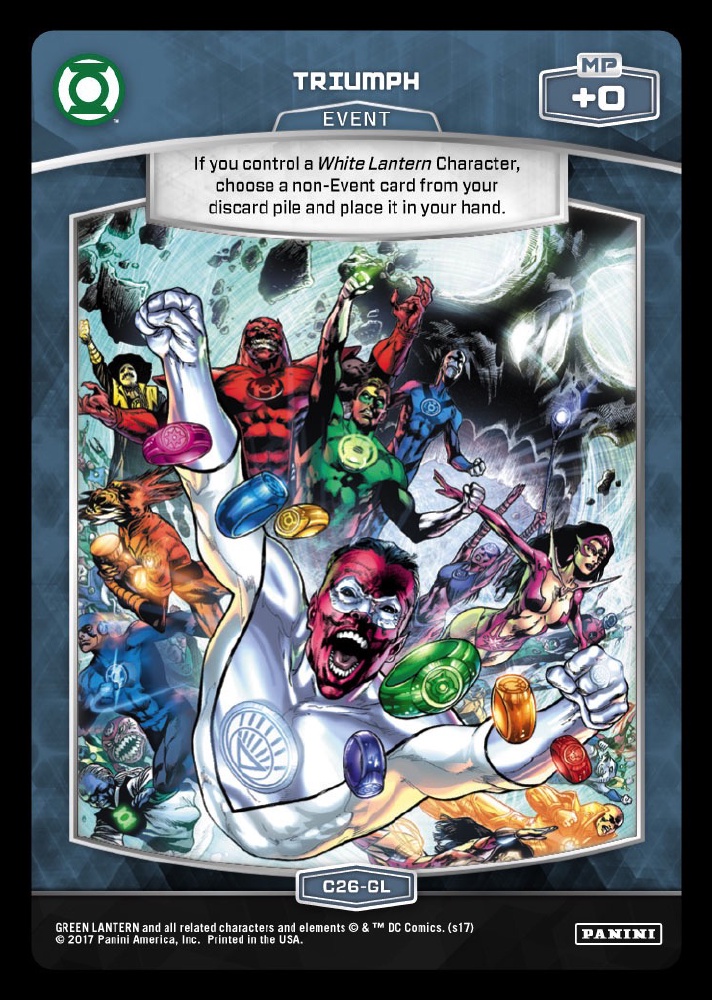 TRIUMPH
MP
+0
EVENT
If you control a White Lantern Character,
choose a non-Event card from your
discard pile and place it in your hand.
C26-GL
GREEN LANTERN and all related characters and elements © & ™ DC Comics. (s17)
© 2017 Panini America, Inc. Printed in the USA.
PANINI